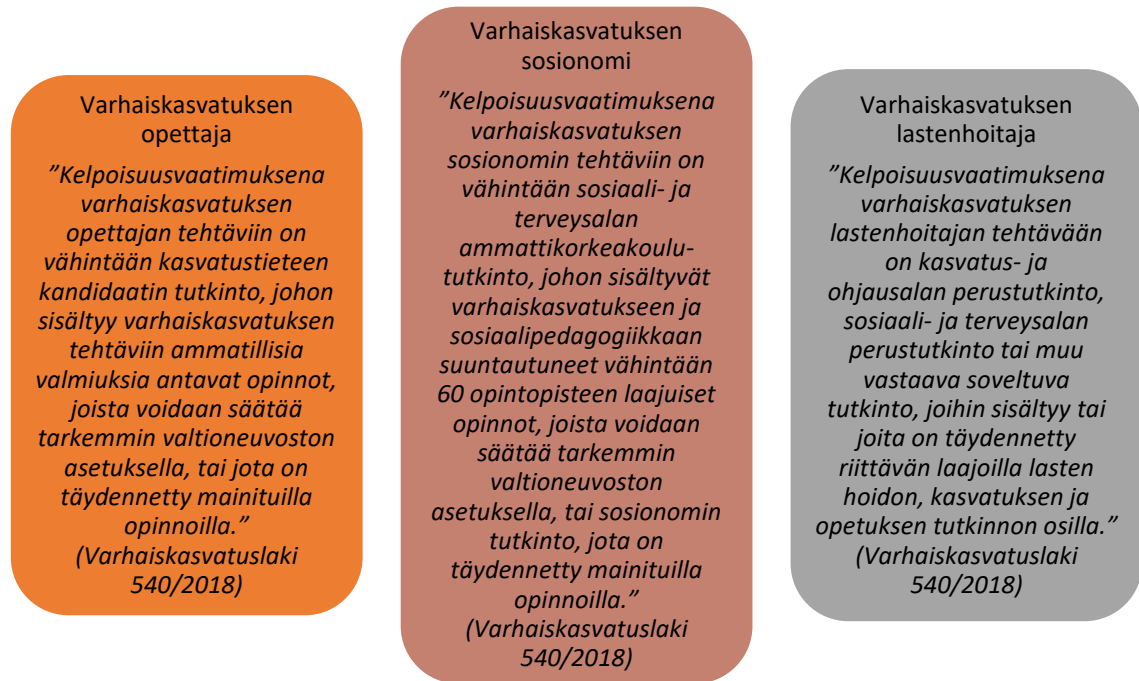 Varhaiskasvatuksen
opettaja
”Kelpoisuusvaatimuksena
varhaiskasvatuksen
opettajan tehtäviin on
vähintään kasvatustieteen
kandidaatin tutkinto, johon
sisältyy varhaiskasvatuksen
tehtäviin ammatillisia
valmiuksia antavat opinnot,
joista voidaan säätää
tarkemmin valtioneuvoston
asetuksella, tai jota on
täydennetty mainituilla
opinnoilla.”
(Varhaiskasvatuslaki
540/2018)
Varhaiskasvatuksen
sosionomi
”Kelpoisuusvaatimuksena
varhaiskasvatuksen
sosionomin tehtäviin on
vähintään sosiaali- ja
terveysalan
ammattikorkeakoulu-
tutkinto, johon sisältyvät
varhaiskasvatukseen ja
sosiaalipedagogiikkaan
suuntautuneet vähintään
60 opintopisteen laajuiset
opinnot, joista voidaan
säätää tarkemmin
valtioneuvoston
asetuksella, tai sosionomin
tutkinto, jota on
täydennetty mainituilla
opinnoilla.”
(Varhaiskasvatuslaki
540/2018)
Varhaiskasvatuksen
lastenhoitaja
”Kelpoisuusvaatimuksena
varhaiskasvatuksen
lastenhoitajan tehtävään
on kasvatus- ja
ohjausalan perustutkinto,
sosiaali- ja terveysalan
perustutkinto tai muu
vastaava soveltuva
tutkinto, joihin sisältyy tai
joita on täydennetty
riittävän laajoilla lasten
hoidon, kasvatuksen ja
opetuksen tutkinnon osilla.”
(Varhaiskasvatuslaki
540/2018)